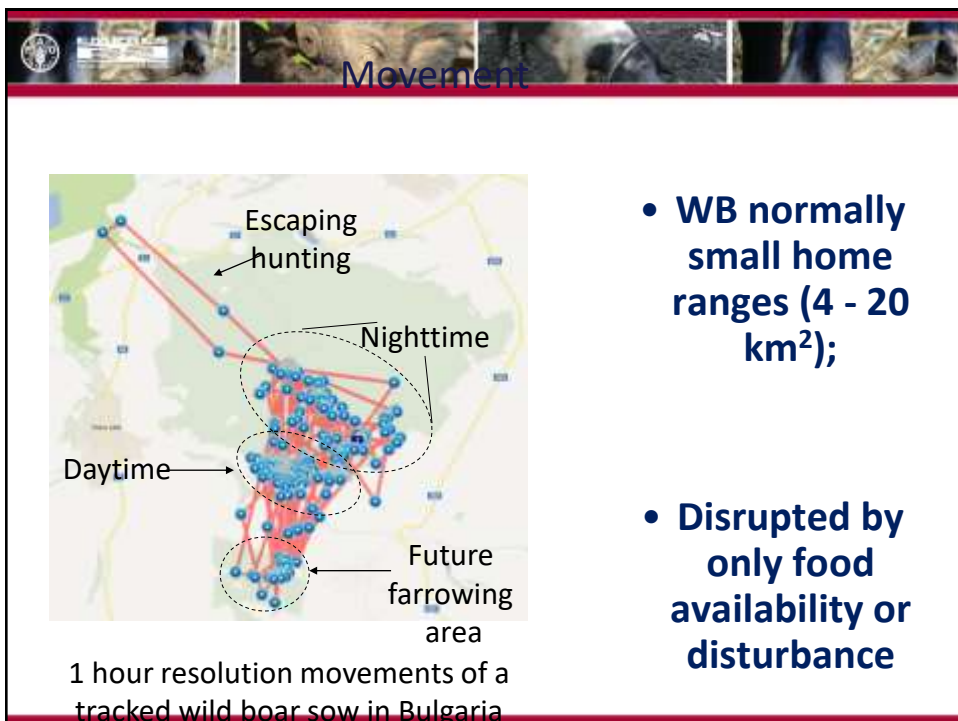 Movement
Escaping
hunting
Nighttime
Daytime
Future
farrowing
area
1 hour resolution movements of a
tracked wild boar sow in Bulgaria
• WB normally
small home
ranges (4 - 20
km²);
• Disrupted by
only food
availability or
disturbance